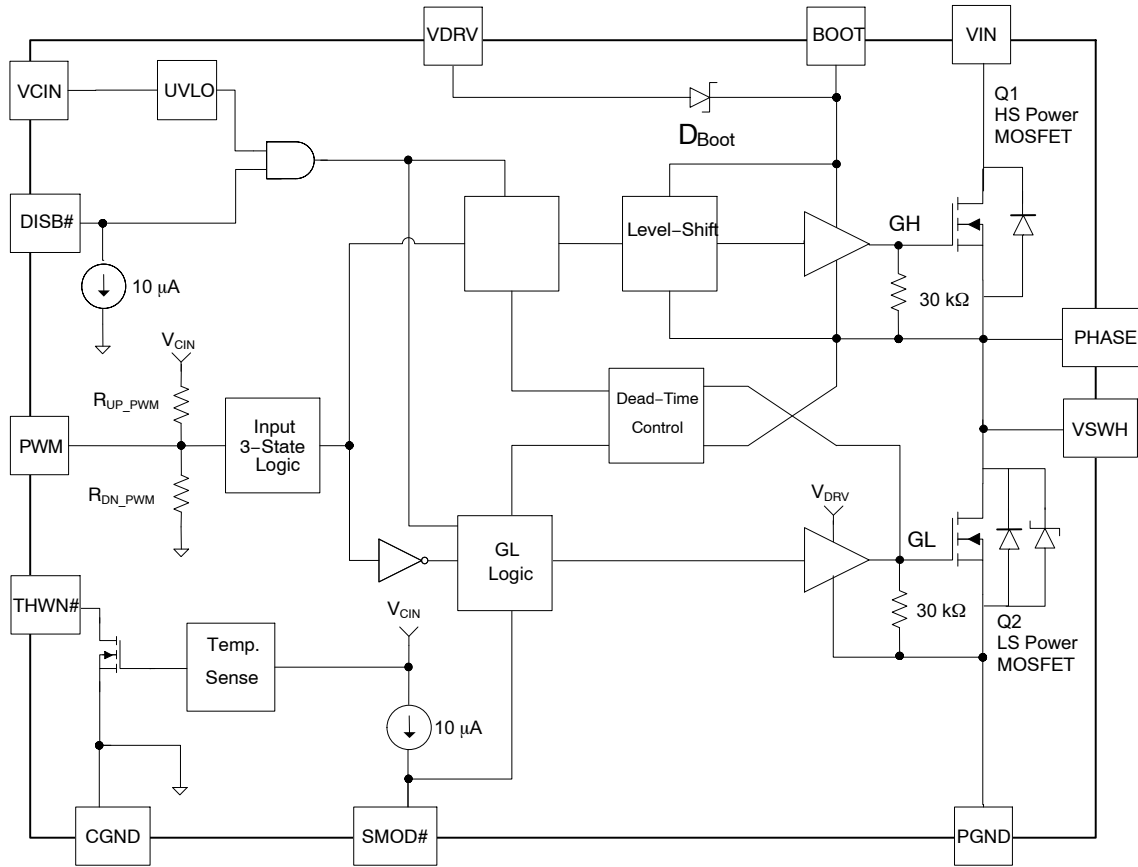 VDRV
BOOT
VIN
VCIN
UVLO
Q1
HS Power
MOSFET
DBoot
DISB#
Level−Shift
GH
10 μA
30 kΩ
VCIN
PHASE
RUP_PWM
Dead−Time
Control
Input
3−State
Logic
PWM
VSWH
RDN_PWM
VDRV
GL
Logic
GL
THWN#
VCIN
30 kΩ
Temp.
Sense
Q2
LS Power
MOSFET
10 μA
CGND
SMOD#
PGND